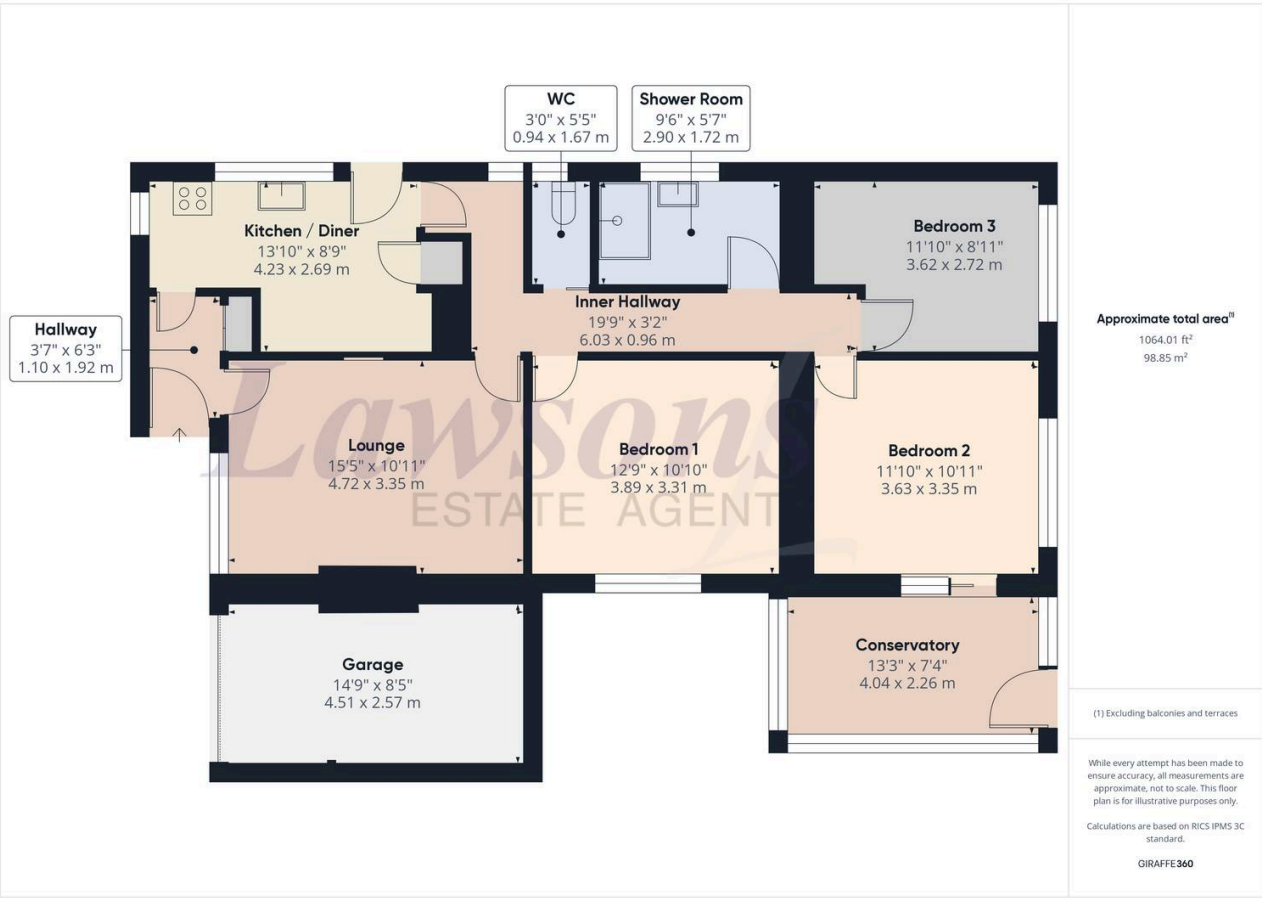 WC
3'0" x 5'5"
0.94 x 1.67 m
Shower Room
9'6" x 5'7"
2.90 x 1.72 m
Kitchen / Diner
13'10" x 8'9"
4.23 x 2.69 m
Bedroom 3
11'10" x 8'11"
3.62 x 2.72 m
Hallway
3'7" x 6'3"
1.10 x 1.92 m
Inner Hallway
19'9" x 3'2"
6.03 x 0.96 m
Lounge
15'5" x 10'11"
4.72 x 3.35 m
Bedroom 1
12'9" x 10'10"
3.89 x 3.31 m
Bedroom 2
11'10" x 10'11"
3.63 x 3.35 m
Lawsons
ESTATE AGENT
Garage
14'9" x 8'5"
4.51 x 2.57 m
Conservatory
13'3" x 7'4"
4.04 x 2.26 m
Approximate total area(1)
1064.01 ft²
98.85 m²
(1) Excluding balconies and terraces
While every attempt has been made to
ensure accuracy, all measurements are
approximate, not to scale. This floor
plan is for illustrative purposes only.
Calculations are based on RICS IPMS 3C
standard.
GIRAFFE360